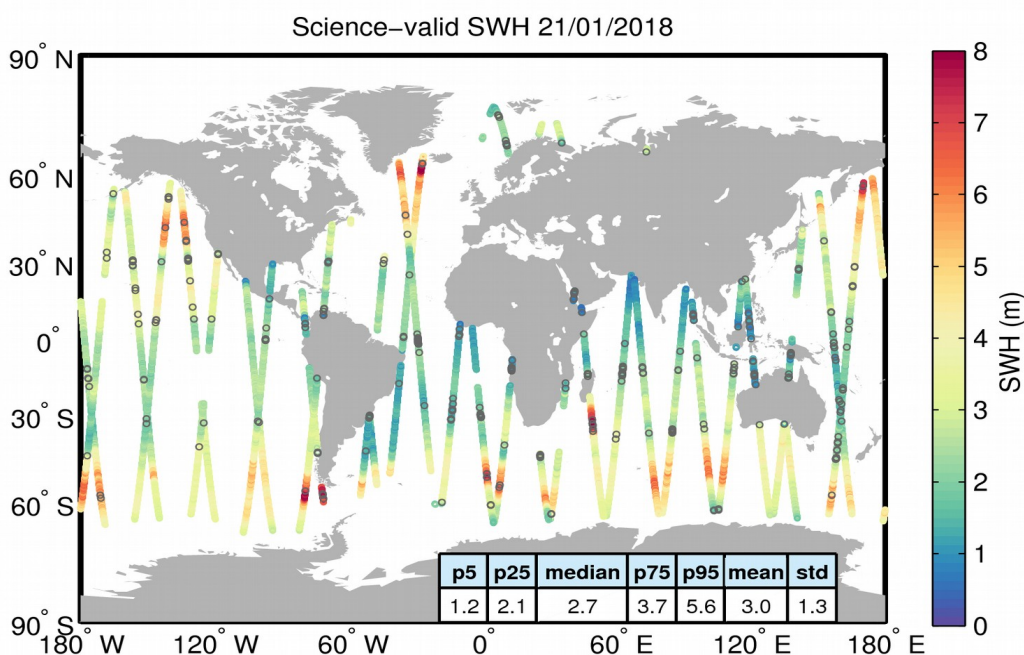 Science-valid SWH 21/01/2018
90° N
60° N
30° N
0°
30° S
60° S
90° S
180° W
120° W
60° W
0°
60° E
120° E
180° E
8
7
6
5
4
3
2
1
0
SWH (m)
p5 p25 median p75 p95 mean std
1.2 2.1 2.7 3.7 5.6 3.0 1.3